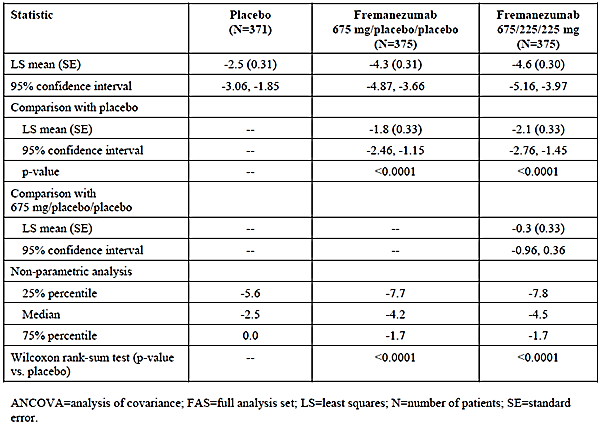 Statistic Placebo (N=371) Fremanezumab 675 mg/placebo/placebo (N=375) Fremanezumab 675/225/225 mg (N=375)
LS mean (SE) -2.5 (0.31) -4.3 (0.31) -4.6 (0.30)
95% confidence interval -3.06, -1.85 -4.87, -3.66 -5.16, -3.97
Comparison with placebo
LS mean (SE) -- -1.8 (0.33) -2.1 (0.33)
95% confidence interval -- -2.46, -1.15 -2.76, -1.45
p-value -- <0.0001 <0.0001
Comparison with
675 mg/placebo/placebo
LS mean (SE) -- -- -0.3 (0.33)
95% confidence interval -- -- -0.96, 0.36
Non-parametric analysis
25% percentile -5.6 -7.7 -7.8
Median -2.5 -4.2 -4.5
75% percentile 0.0 -1.7 -1.7
Wilcoxon rank-sum test (p-value vs. placebo) -- <0.0001 <0.0001
ANCOVA=analysis of covariance; FAS=full analysis set; LS=least squares; N=number of patients; SE=standard
error.